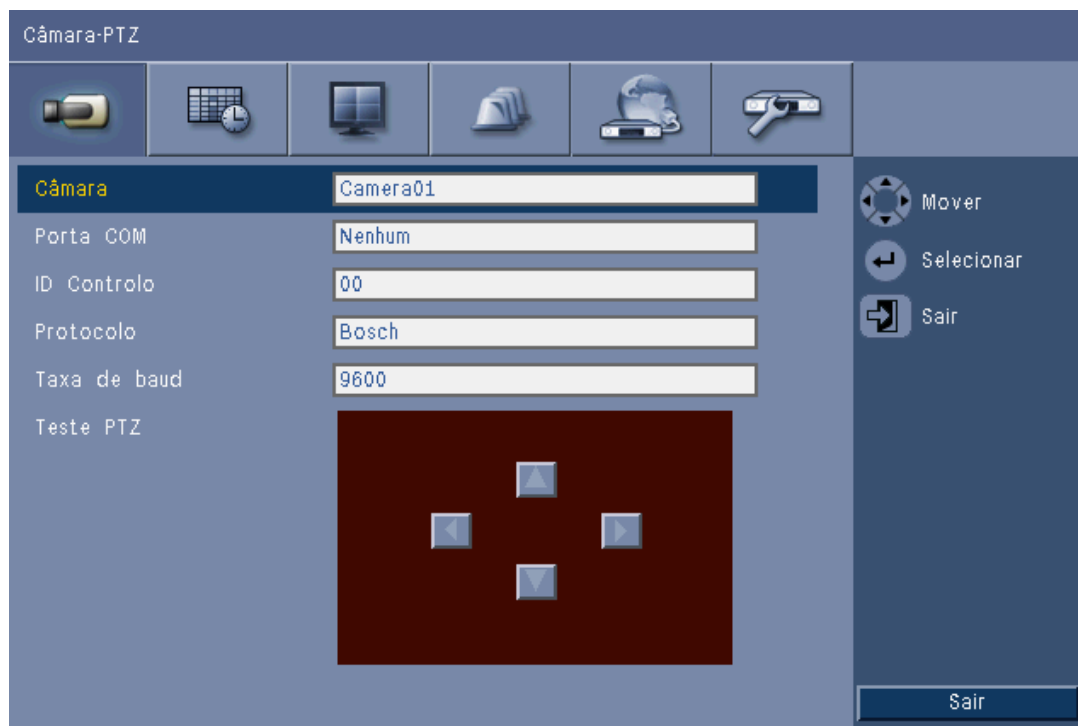 Câmara-PTZ
Câmara Camera01
Porta COM Nenhum
ID Controlo 00
Protocolo Bosch
Taxa de baud 9600
Teste PTZ
Mover
Selecionar
Sair
Sair